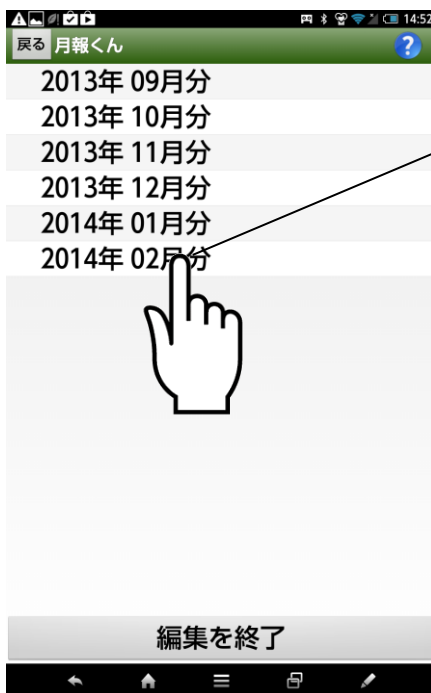 14:52
戻る 月報くん ?
2013年 09月分
2013年 10月分
2013年 11月分
2013年 12月分
2014年 01月分
2014年 02月分
編集を終了